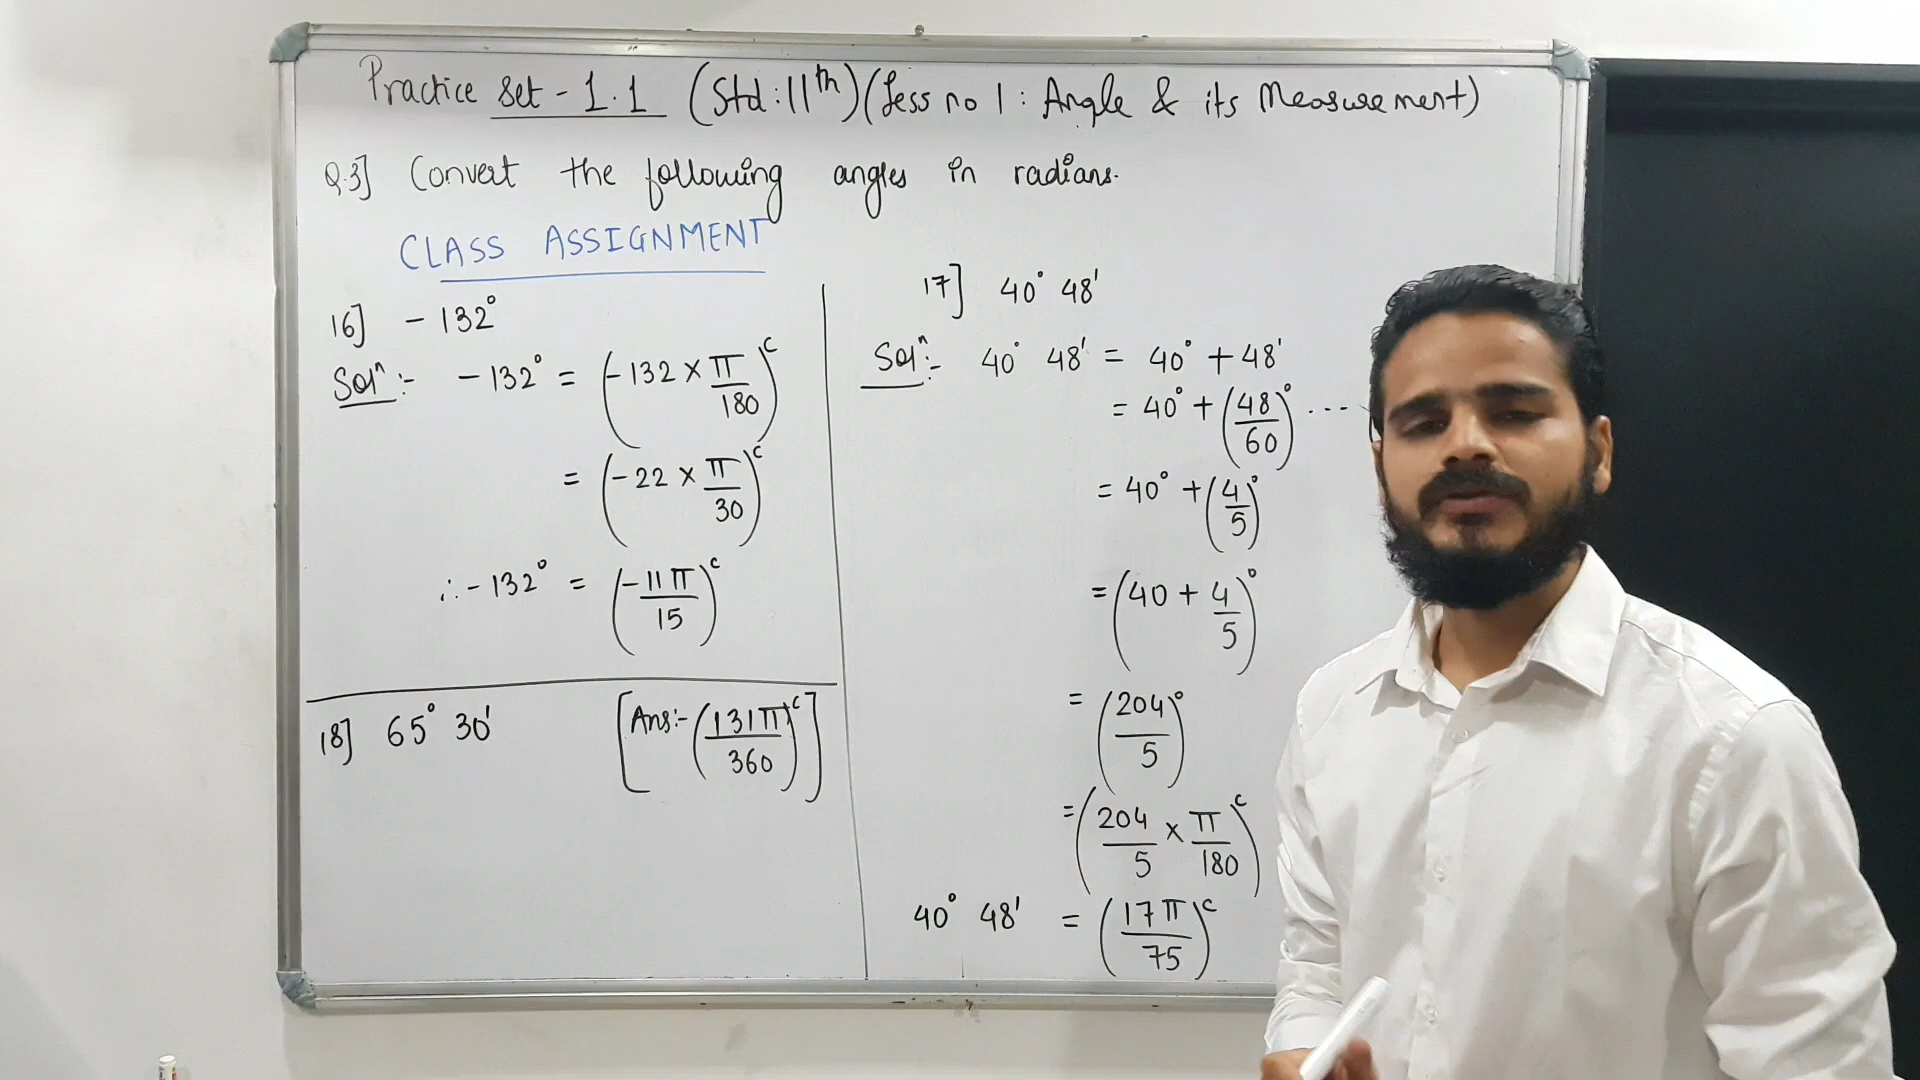 Practice Set - 1.1 (Std: 11th) (Less no 1: Angle & its Measurement)
Q.3] Convert the following angles in radians.
CLASS ASSIGNMENT
16] - 132°
Solⁿ:- - 132° = (-132 × π/180)ᶜ
= (-22 × π/30)ᶜ
∴ - 132° = (-11π/15)ᶜ
18] 65° 30' [Ans:- (131π/360)ᶜ]
17] 40° 48'
Solⁿ:- 40° 48' = 40° + 48'
= 40° + (48/60)° ...
= 40° + (4/5)°
= (40 + 4/5)°
= (204/5)°
= (204/5 × π/180)ᶜ
40° 48' = (17π/75)ᶜ